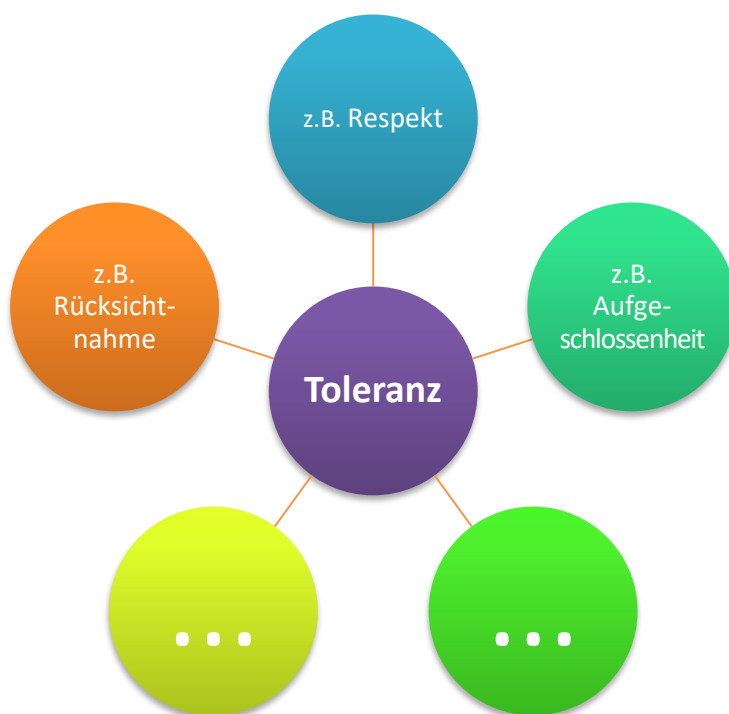 z.B. Respekt
z.B.
Rücksicht-
nahme
z.B.
Aufge-
schlossenheit
Toleranz
...
...